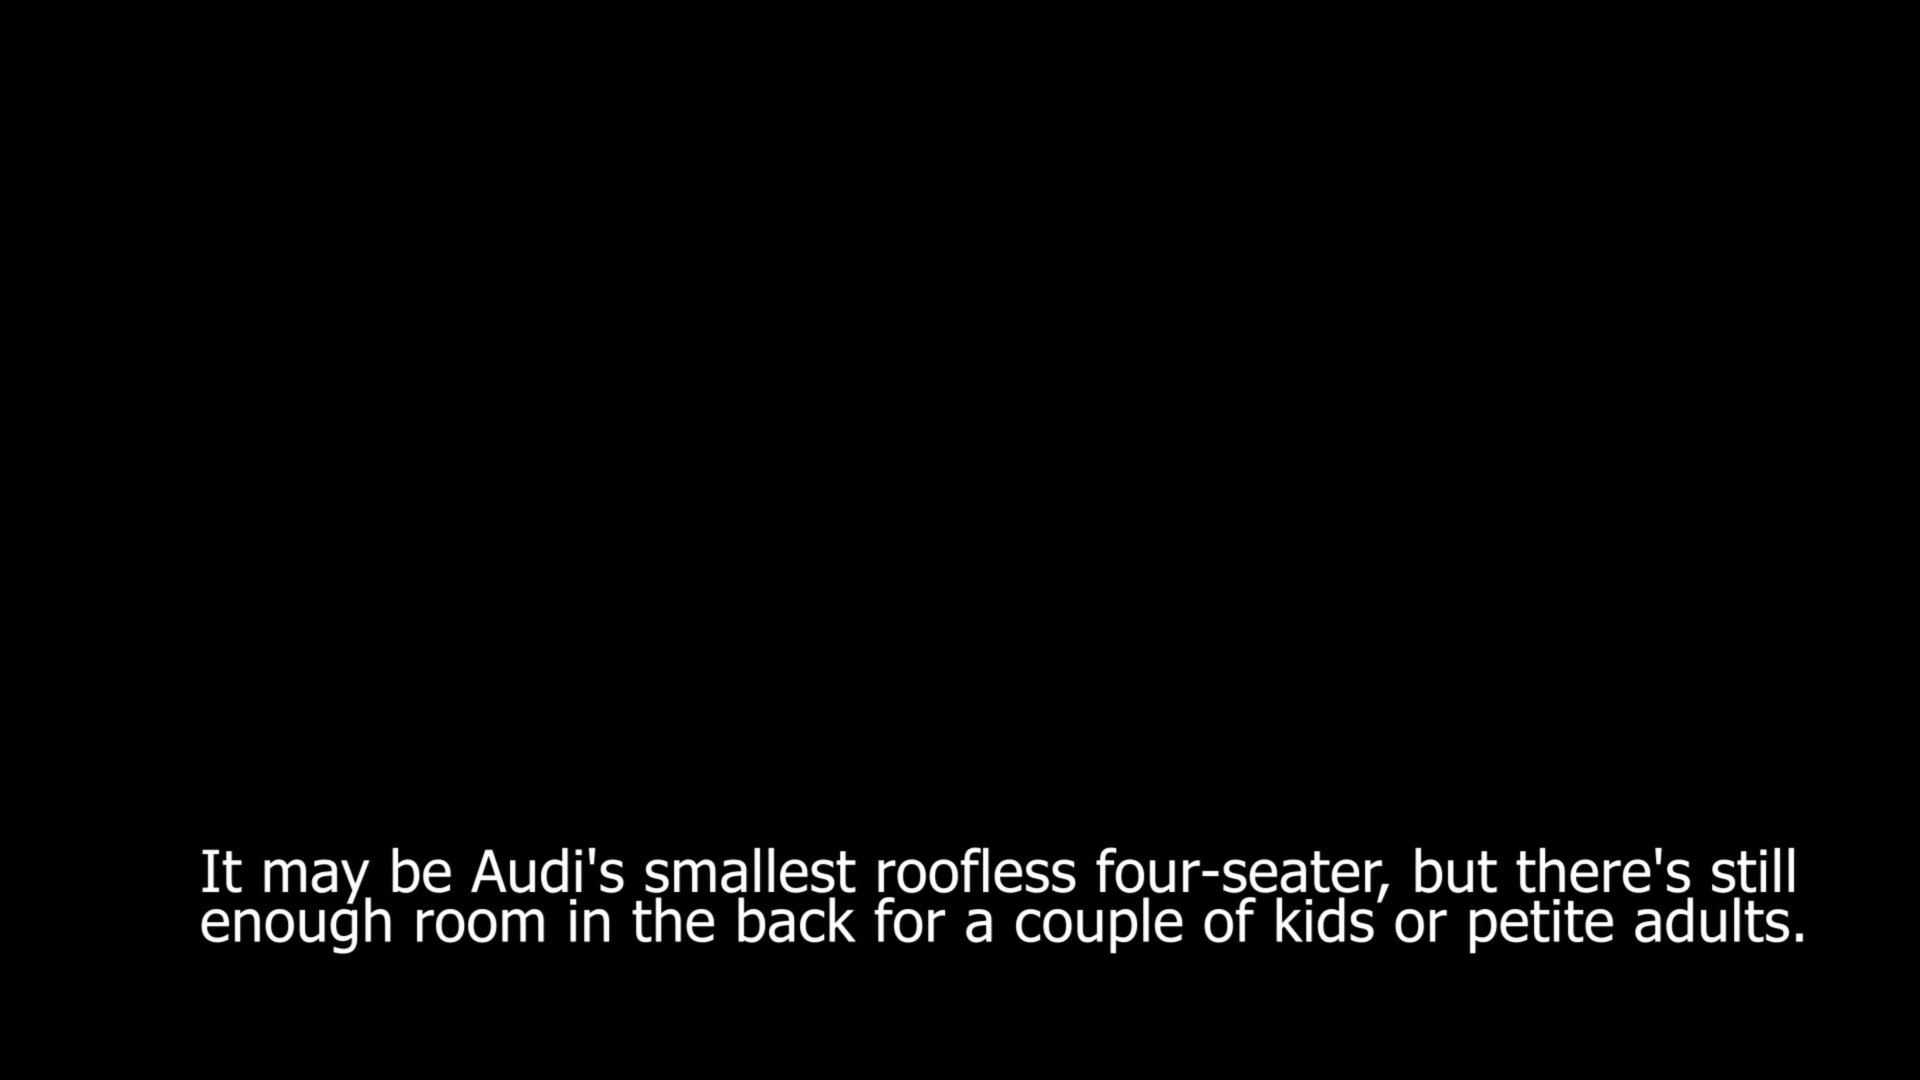 It may be Audi's smallest roofless four-seater, but there's still
enough room in the back for a couple of kids or petite adults.